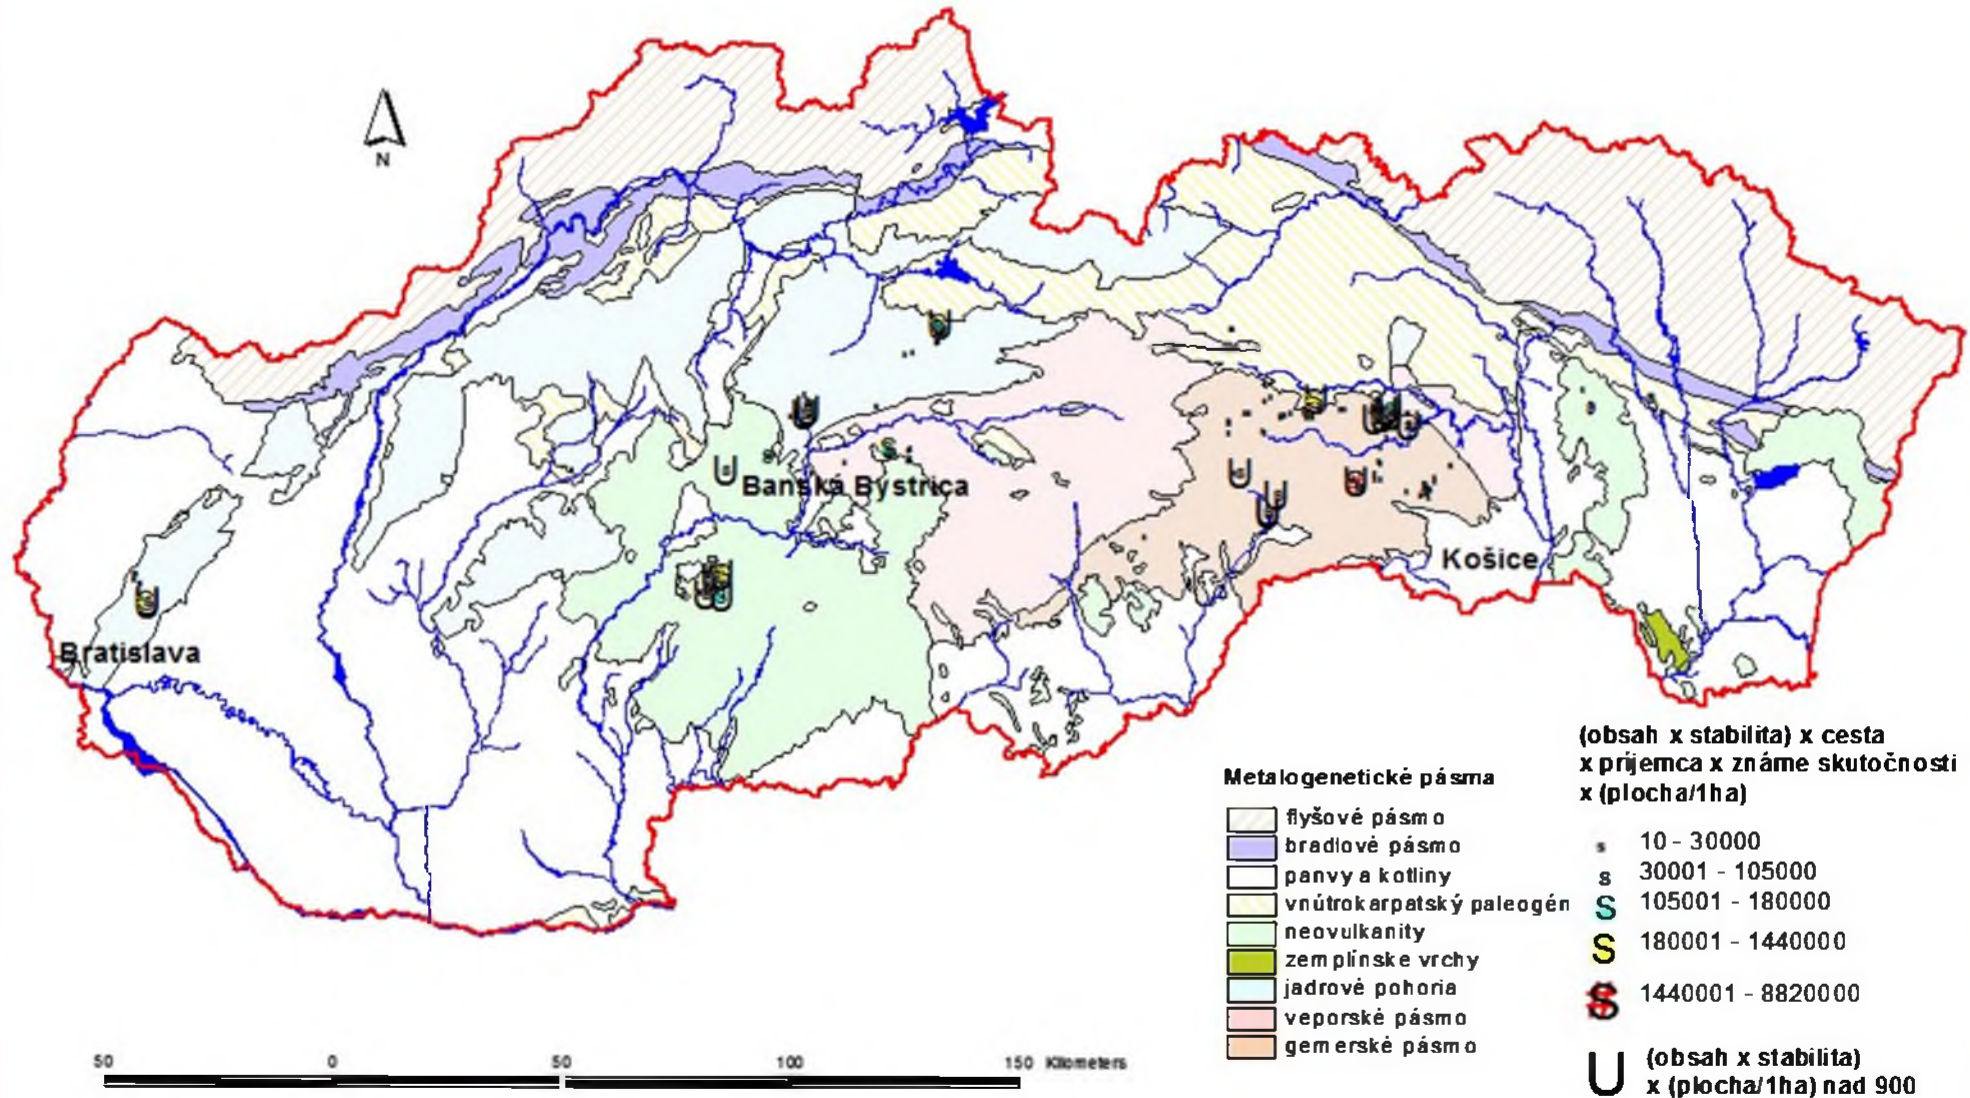 N
Banská Bystrica
Košice
Bratislava
Metalogenetické pásma
flyšové pásmo
bradlové pásmo
panvy a kotliny
vnútrokarpatský paleogén
neovulkanity
zemplínske vrchy
jadrové pohoria
veporské pásmo
gemerské pásmo
(obsah x stabilita) x cesta
x príjemca x známe skutočnosti
x (plocha/1ha)
s 10 - 30000
s 30001 - 105000
S 105001 - 180000
S 180001 - 1440000
S 1440001 - 8820000
U (obsah x stabilita)
x (plocha/1ha) nad 900
50 0 50 100 150 Kilometers